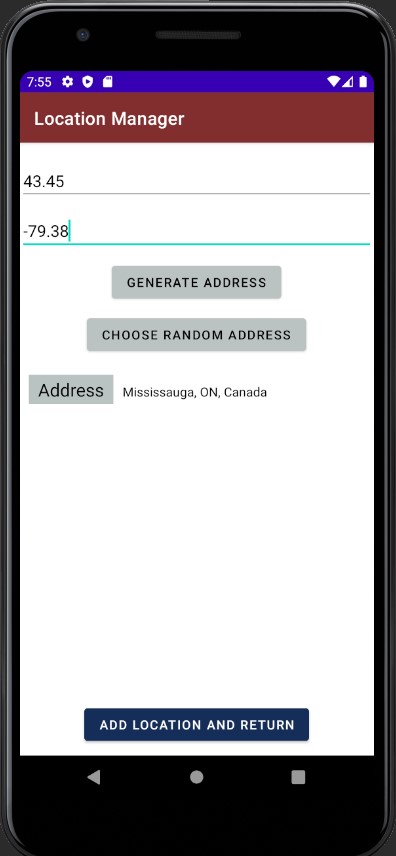 7:55
Location Manager
43.45
-79.38
GENERATE ADDRESS
CHOOSE RANDOM ADDRESS
Address Mississauga, ON, Canada
ADD LOCATION AND RETURN